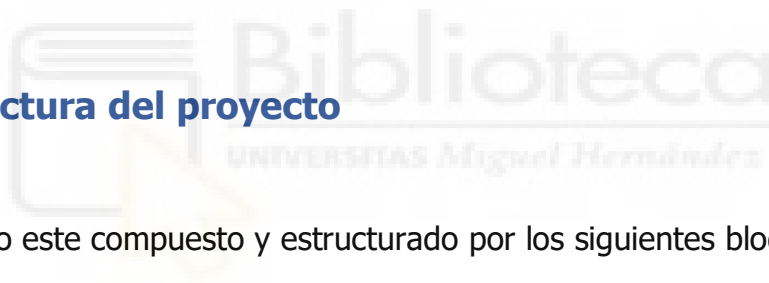 Biblioteca
ctura del proyecto
UNIVERSITAS Miguel Hernández
o este compuesto y estructurado por los siguientes blo